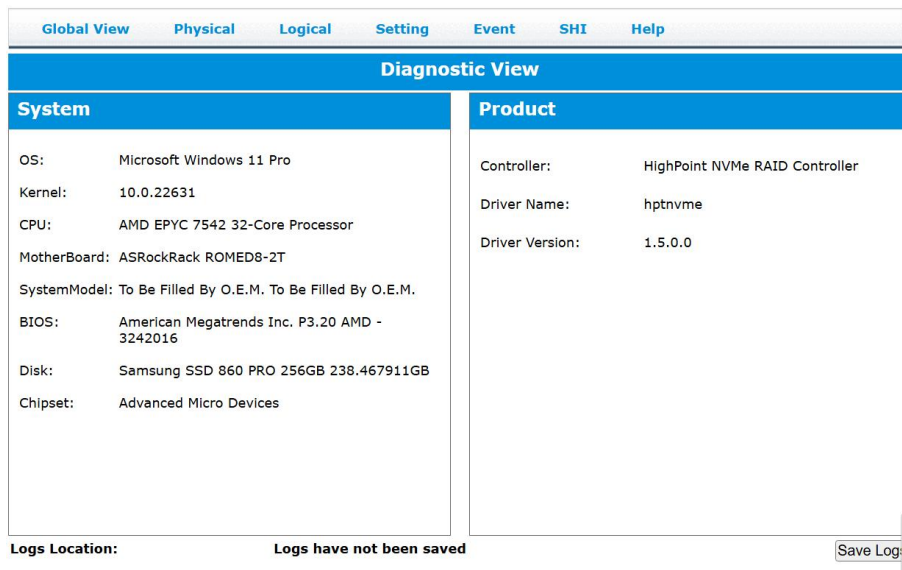 Global View Physical Logical Setting Event SHI Help
Diagnostic View
System
OS: Microsoft Windows 11 Pro
Kernel: 10.0.22631
CPU: AMD EPYC 7542 32-Core Processor
MotherBoard: ASRockRack ROMED8-2T
SystemModel: To Be Filled By O.E.M. To Be Filled By O.E.M.
BIOS: American Megatrends Inc. P3.20 AMD -
3242016
Disk: Samsung SSD 860 PRO 256GB 238.467911GB
Chipset: Advanced Micro Devices
Product
Controller: HighPoint NVMe RAID Controller
Driver Name: hptnvme
Driver Version: 1.5.0.0
Logs Location: Logs have not been saved
Save Logs